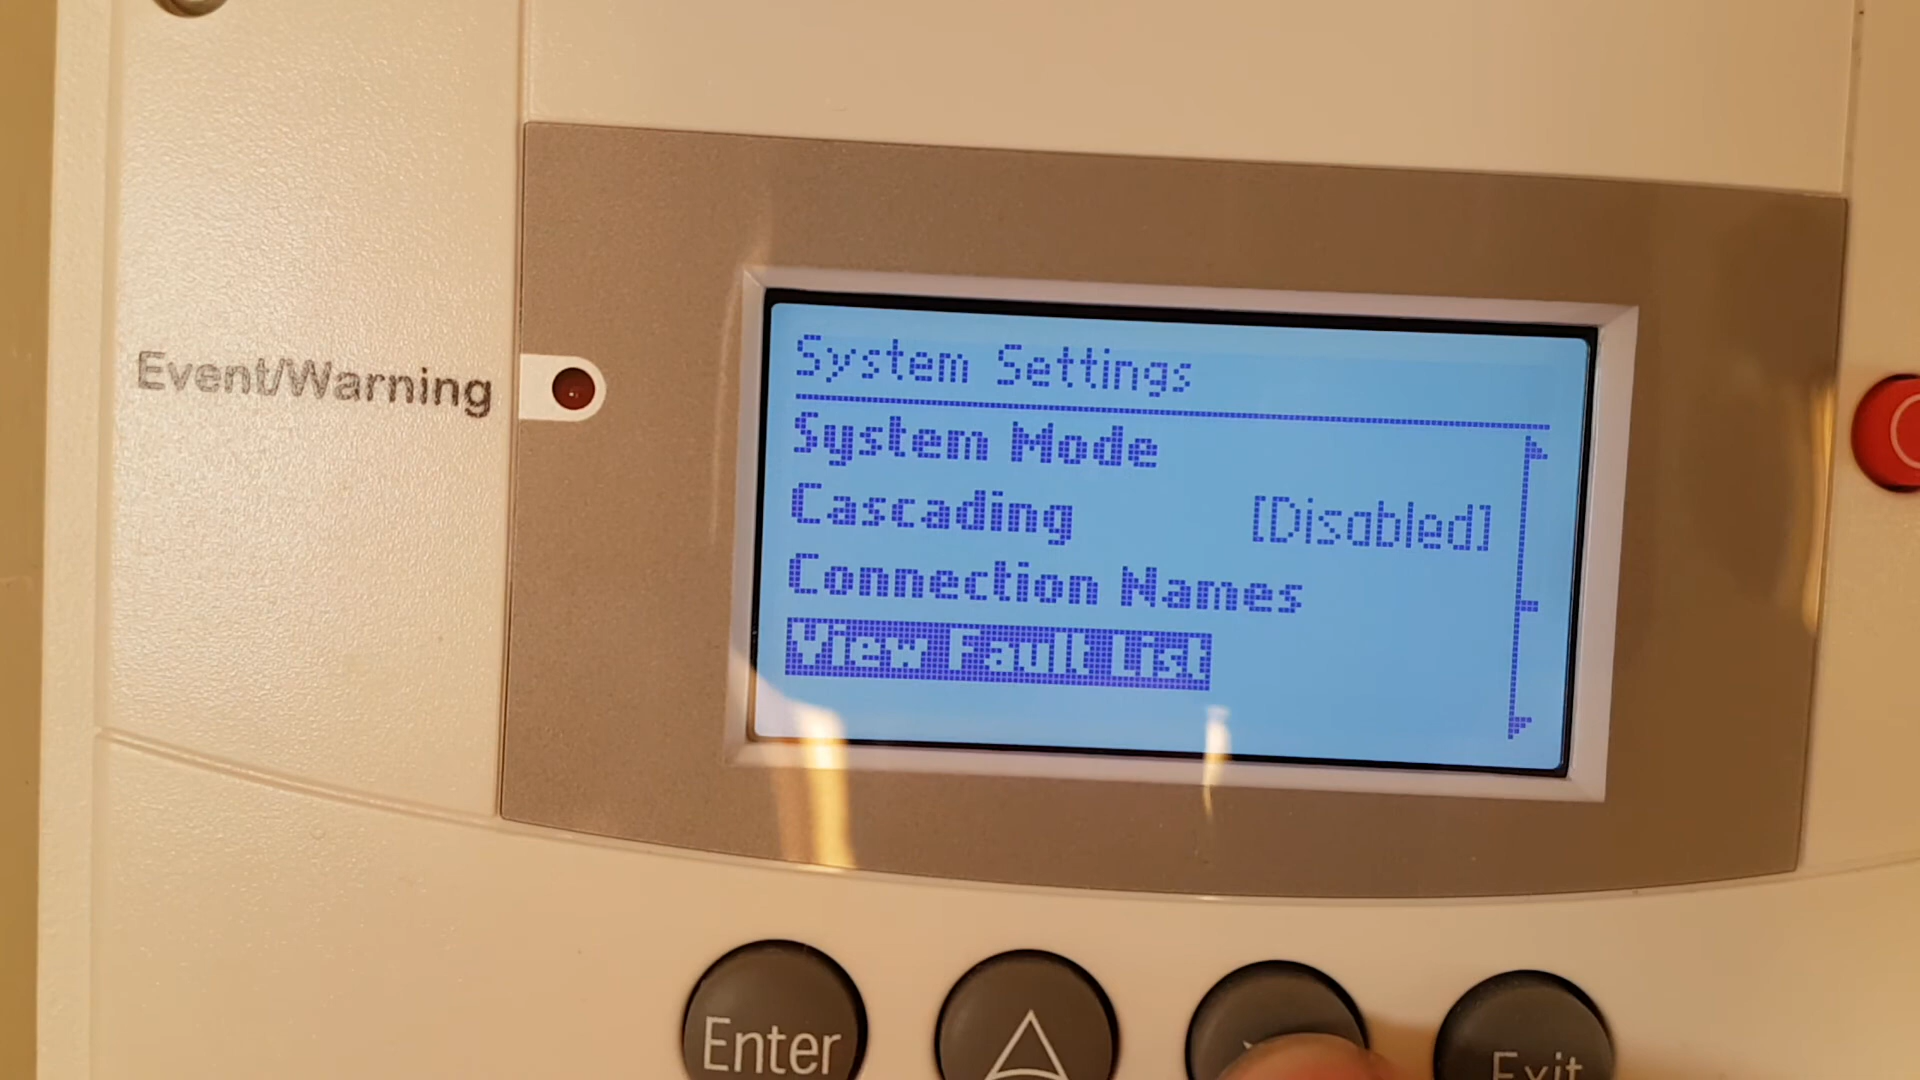 System Settings
Event/Warning
System Mode
Cascading [Disabled]
Connection Names
View Fault List
Enter
Exit